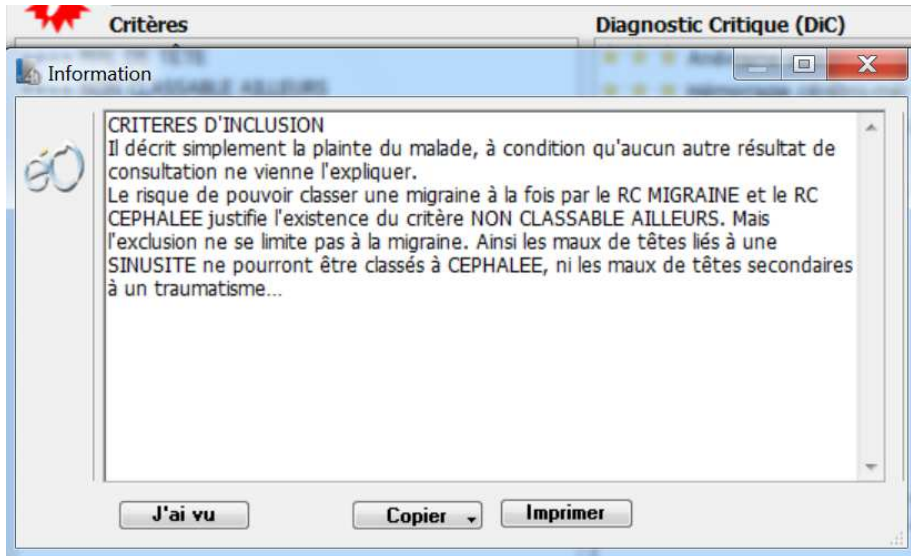 Critères
Diagnostic Critique (DiC)
Information
CRITERES D'INCLUSION
Il décrit simplement la plainte du malade, à condition qu'aucun autre résultat de
consultation ne vienne l'expliquer.
Le risque de pouvoir classer une migraine à la fois par le RC MIGRAINE et le RC
CEPHALEE justifie l'existence du critère NON CLASSABLE AILLEURS. Mais
l'exclusion ne se limite pas à la migraine. Ainsi les maux de têtes liés à une
SINUSITE ne pourront être classés à CEPHALEE, ni les maux de têtes secondaires
à un traumatisme...
J'ai vu
Copier
Imprimer